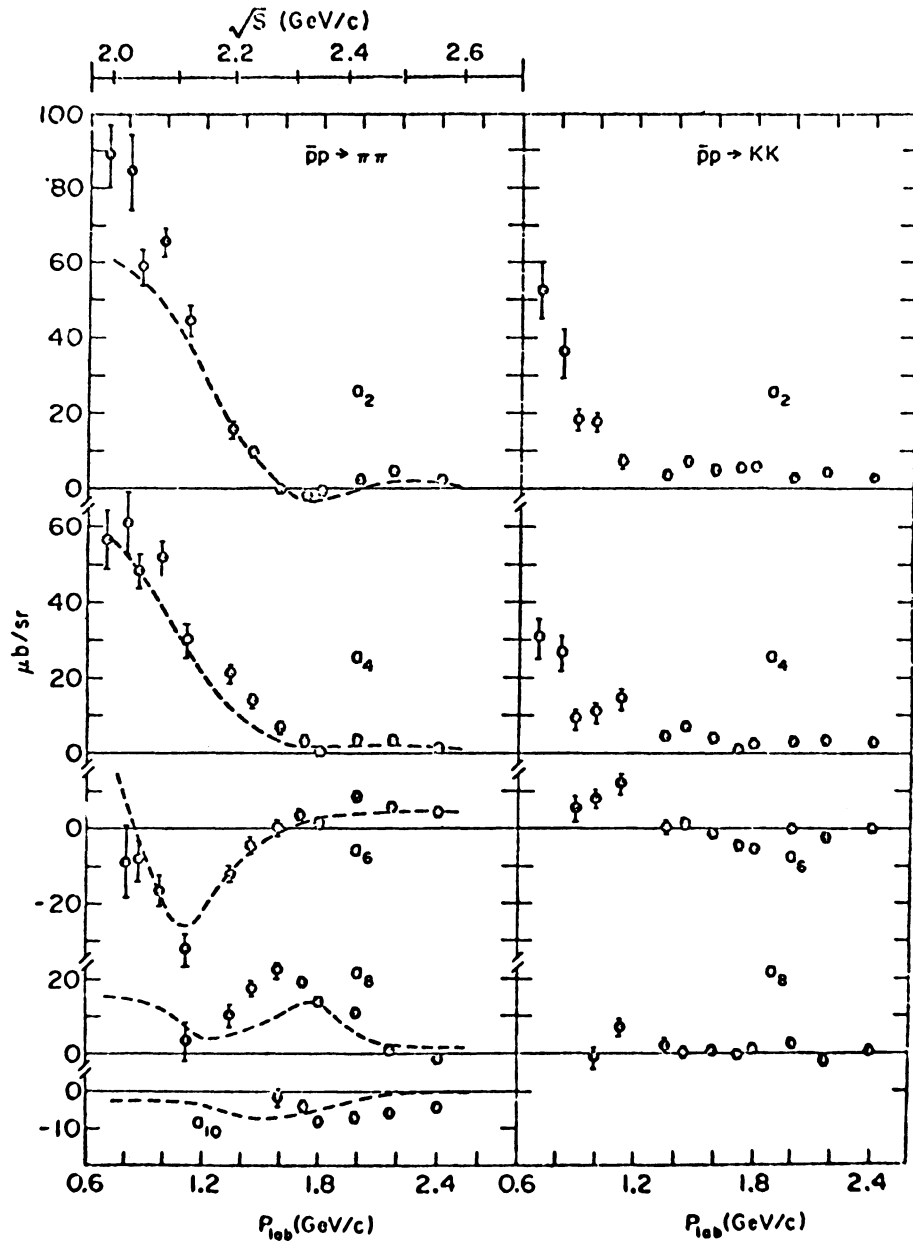 √S (GeV/c)
2.0 2.2 2.4 2.6
100
80
60
40
20
0
p̄p → ππ
p̄p → KK
a₂
a₂
60
40
20
0
μb/sr
a₄
a₄
0
-20
a₆
a₆
20
0
a₈
a₈
0
-10
a₁₀
0.6 1.2 1.8 2.4 0.6 1.2 1.8 2.4
P_lab (GeV/c) P_lab (GeV/c)